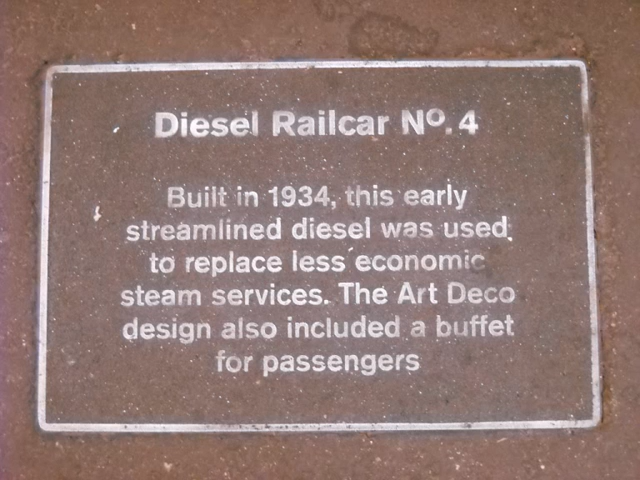 Diesel Railcar Nº. 4
Built in 1934, this early
streamlined diesel was used
to replace less economic
steam services. The Art Deco
design also included a buffet
for passengers